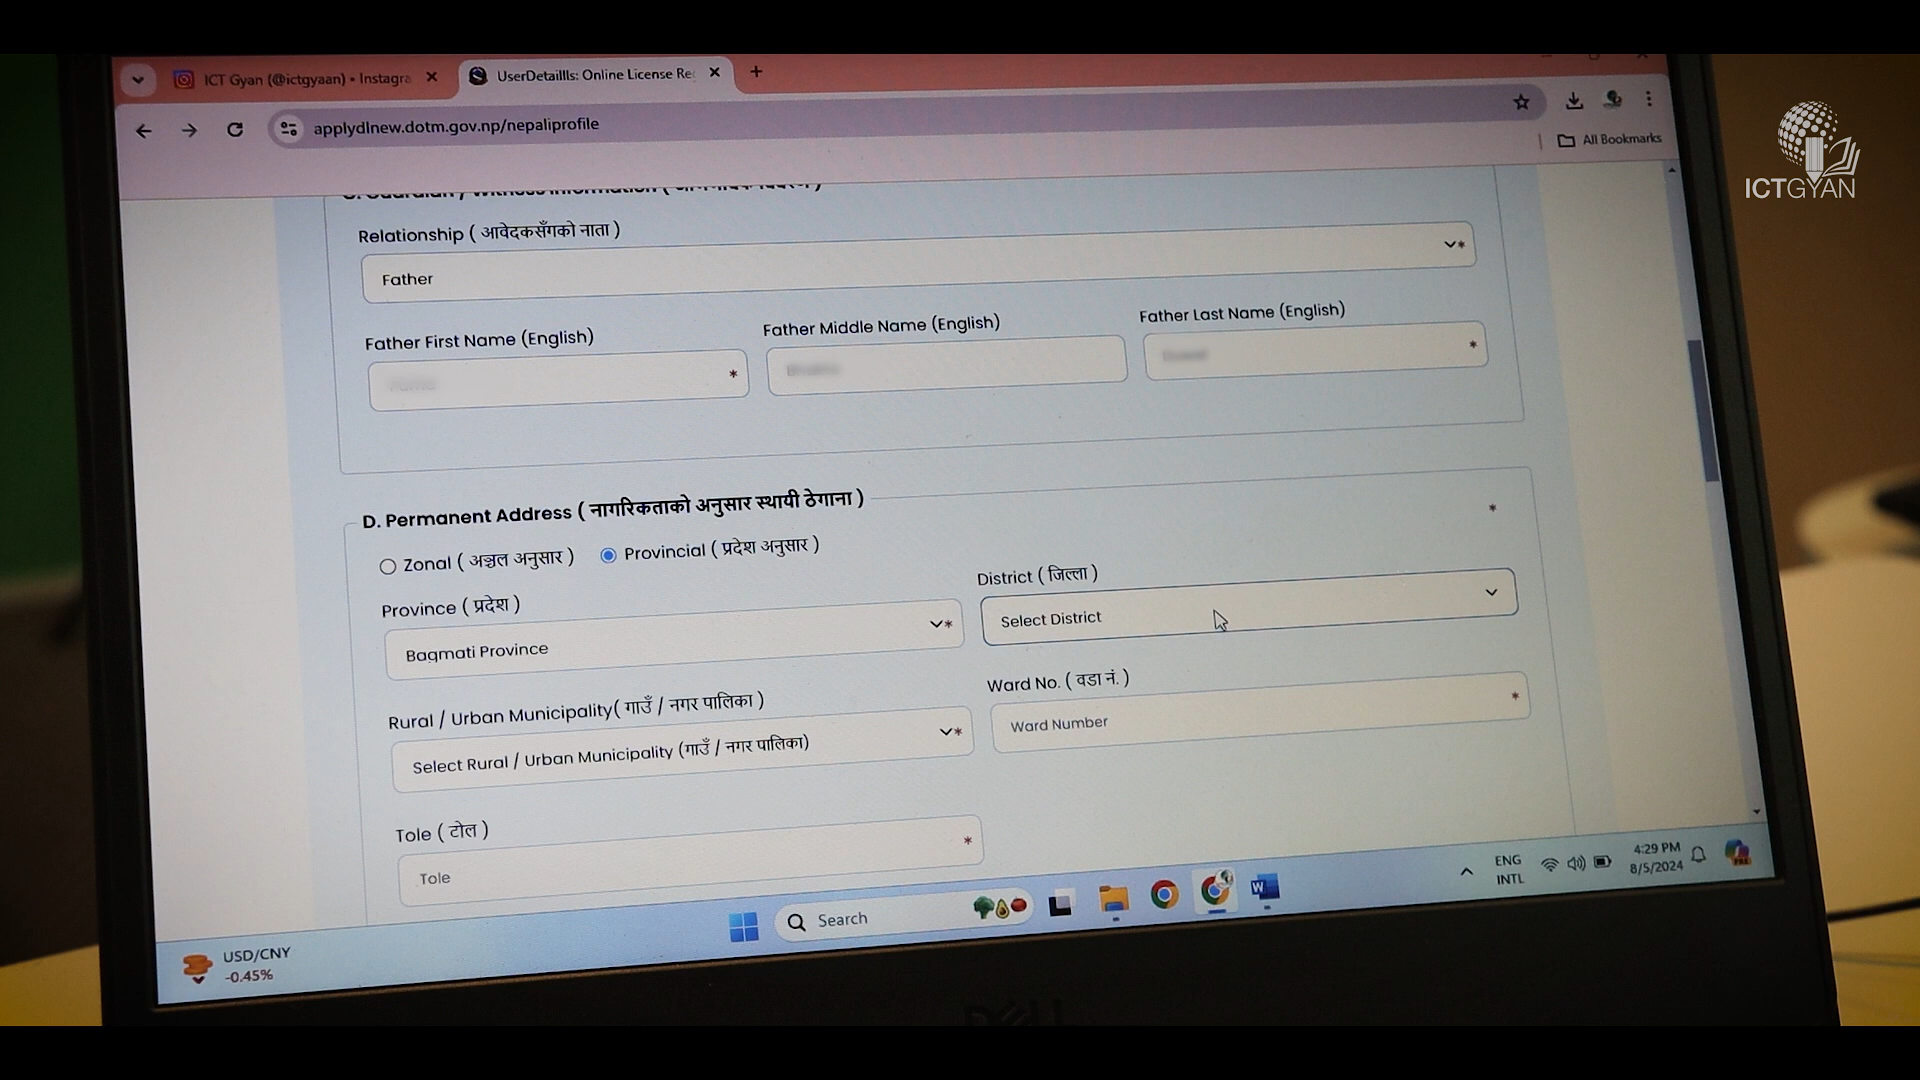 ICT Gyan (@ictgyaan) • Instagra
UserDetaillls: Online License Re
applydlnew.dotm.gov.np/nepaliprofile
All Bookmarks
ICTGYAN
Relationship ( आवेदकसँगको नाता )
Father
Father First Name (English)
Father Middle Name (English)
Father Last Name (English)
D. Permanent Address ( नागरिकताको अनुसार स्थायी ठेगाना )
Zonal ( अञ्चल अनुसार )
Provincial ( प्रदेश अनुसार )
Province ( प्रदेश )
District ( जिल्ला )
Bagmati Province
Select District
Rural / Urban Municipality( गाउँ / नगर पालिका )
Ward No. ( वडा नं. )
Select Rural / Urban Municipality (गाउँ / नगर पालिका)
Ward Number
Tole ( टोल )
Tole
USD/CNY
-0.45%
Search
ENG
INTL
4:29 PM
8/5/2024
DELL